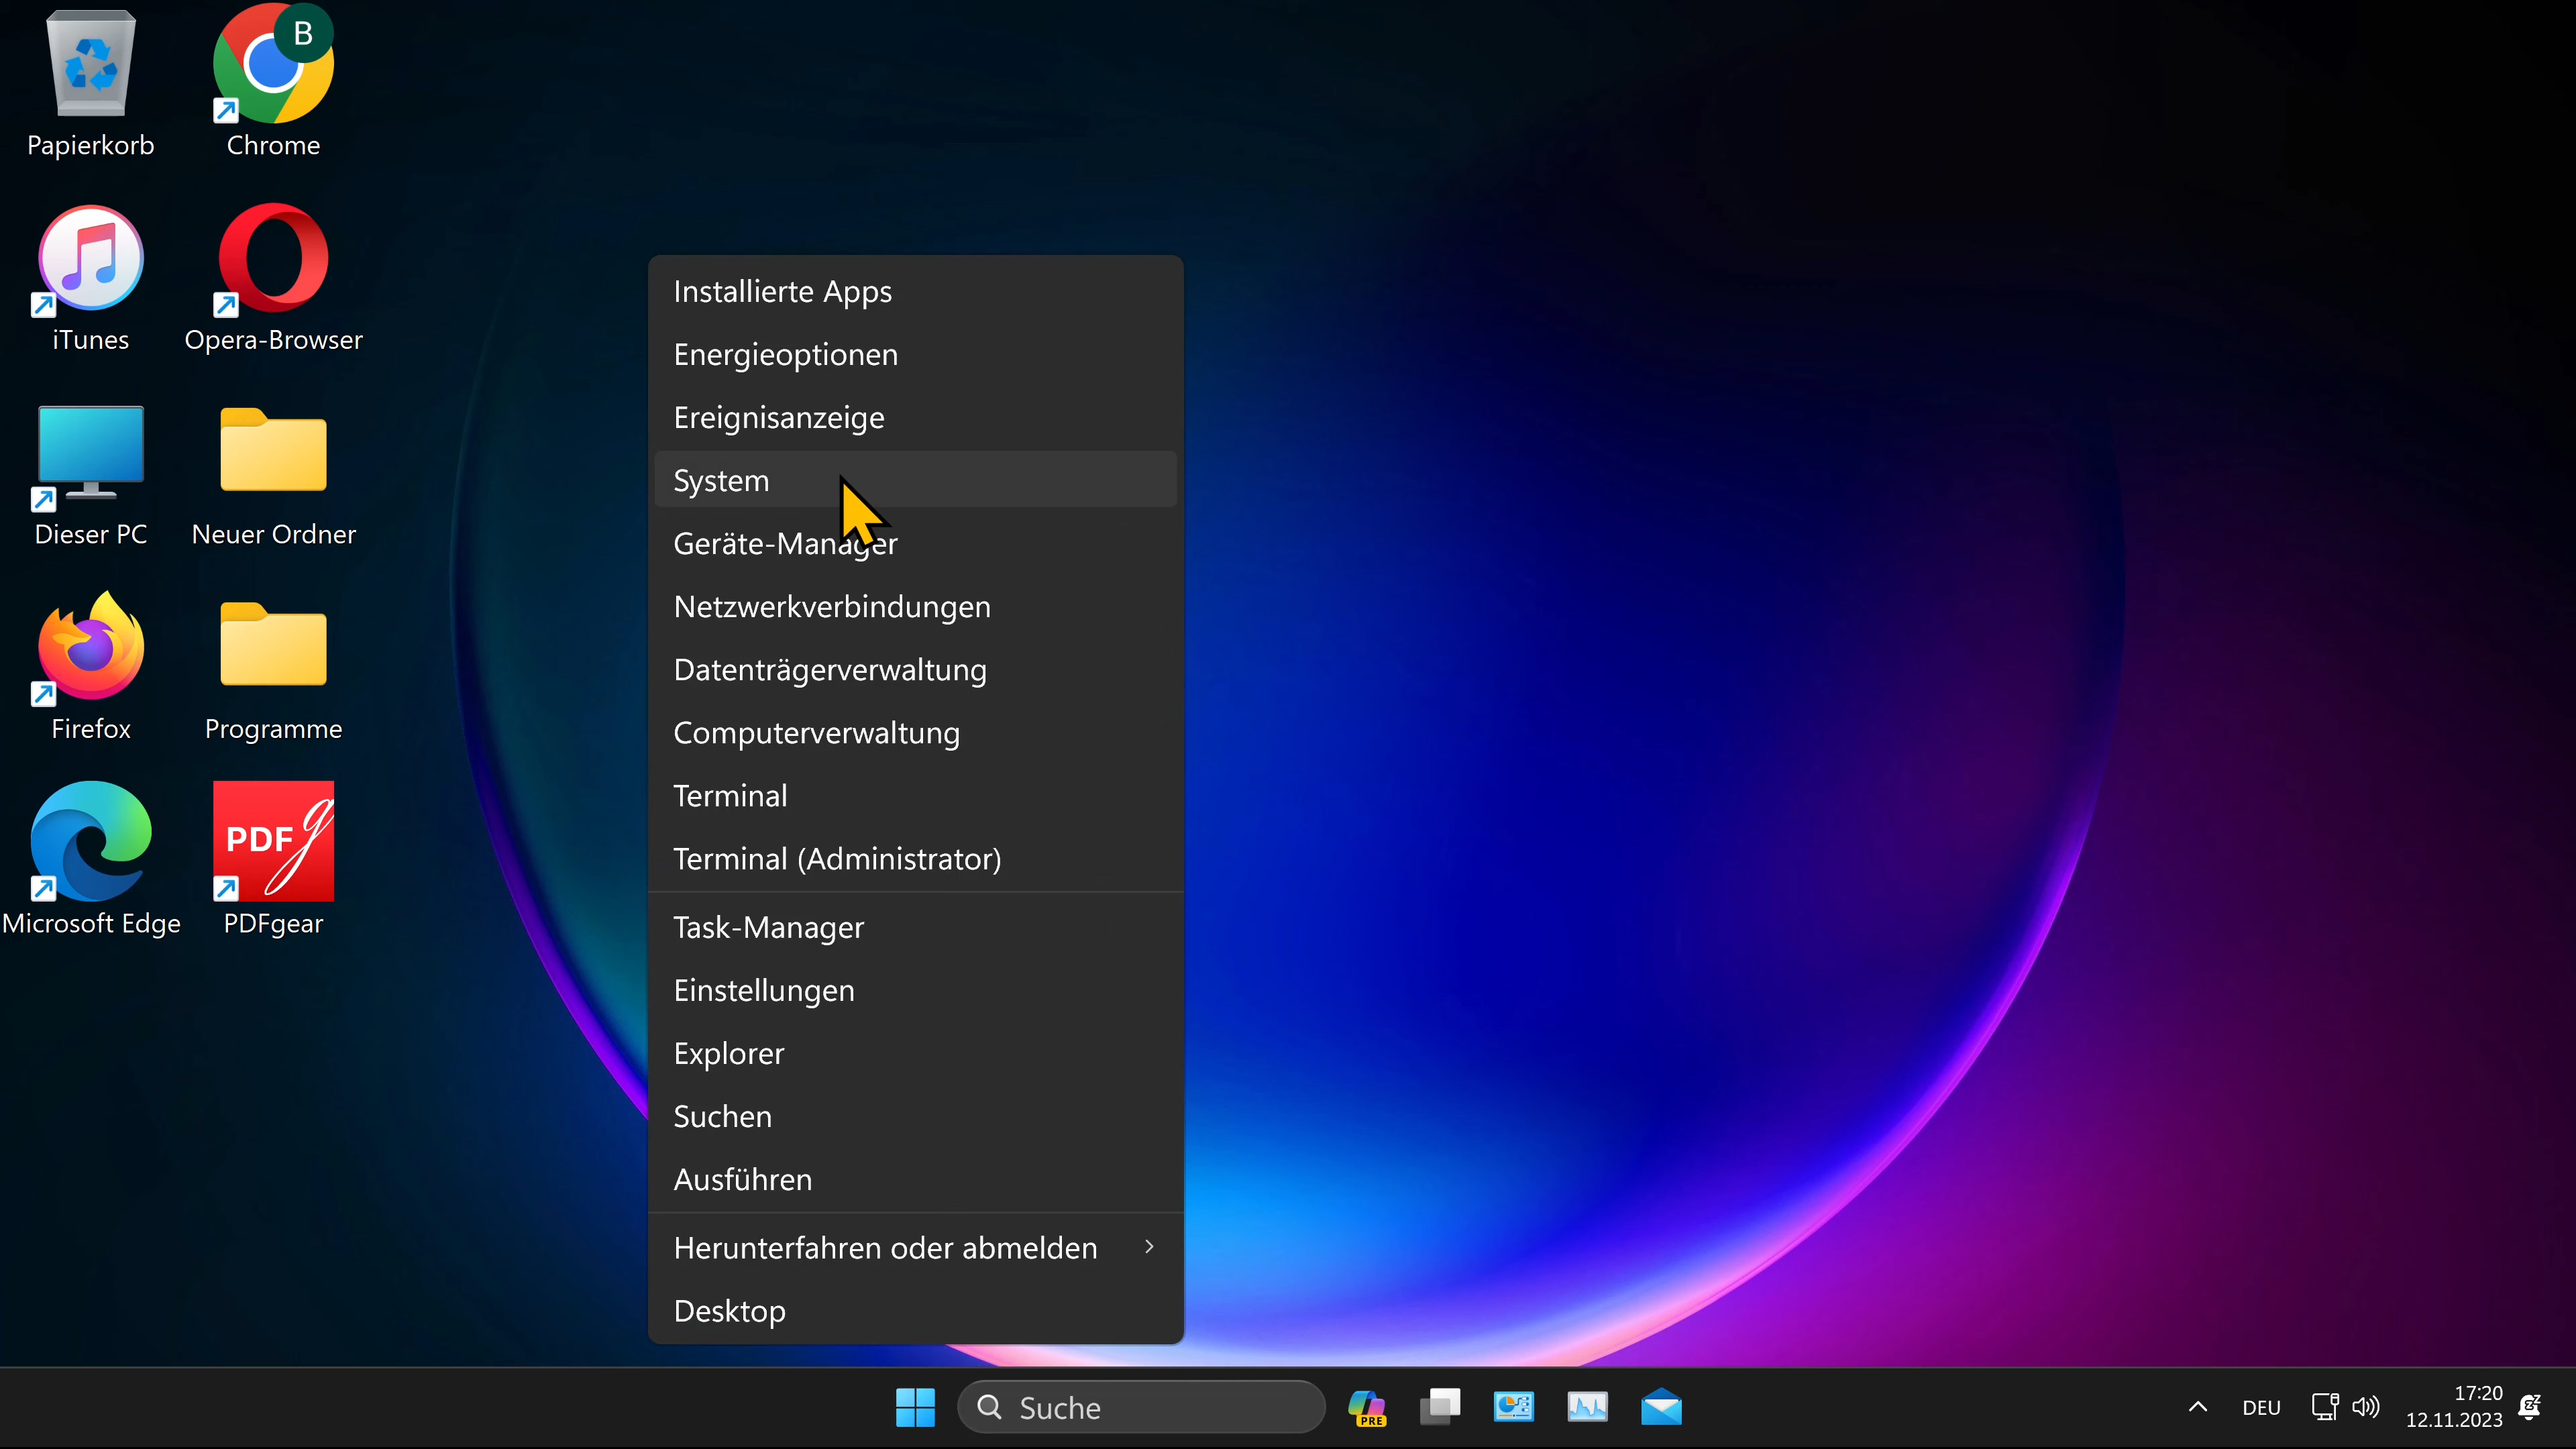 B
Papierkorb
Chrome
iTunes
Opera-Browser
Dieser PC
Neuer Ordner
Firefox
Programme
PDFg
Microsoft Edge
PDFgear
Installierte Apps
Energieoptionen
Ereignisanzeige
System
Geräte-Manager
Netzwerkverbindungen
Datenträgerverwaltung
Computerverwaltung
Terminal
Terminal (Administrator)
Task-Manager
Einstellungen
Explorer
Suchen
Ausführen
Herunterfahren oder abmelden
Desktop
Suche
PRE
DEU
17:20
12.11.2023